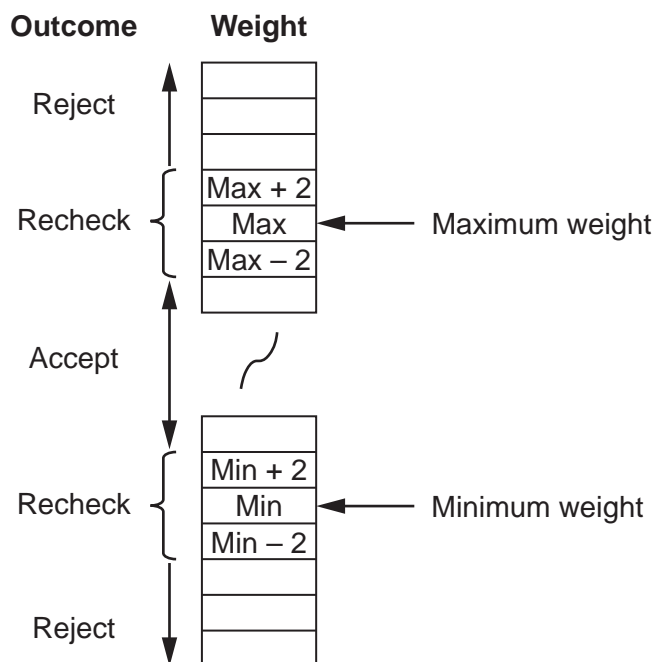 Outcome Weight
Reject
Max + 2
Recheck Max Maximum weight
Max – 2
Accept
Min + 2
Recheck Min Minimum weight
Min – 2
Reject